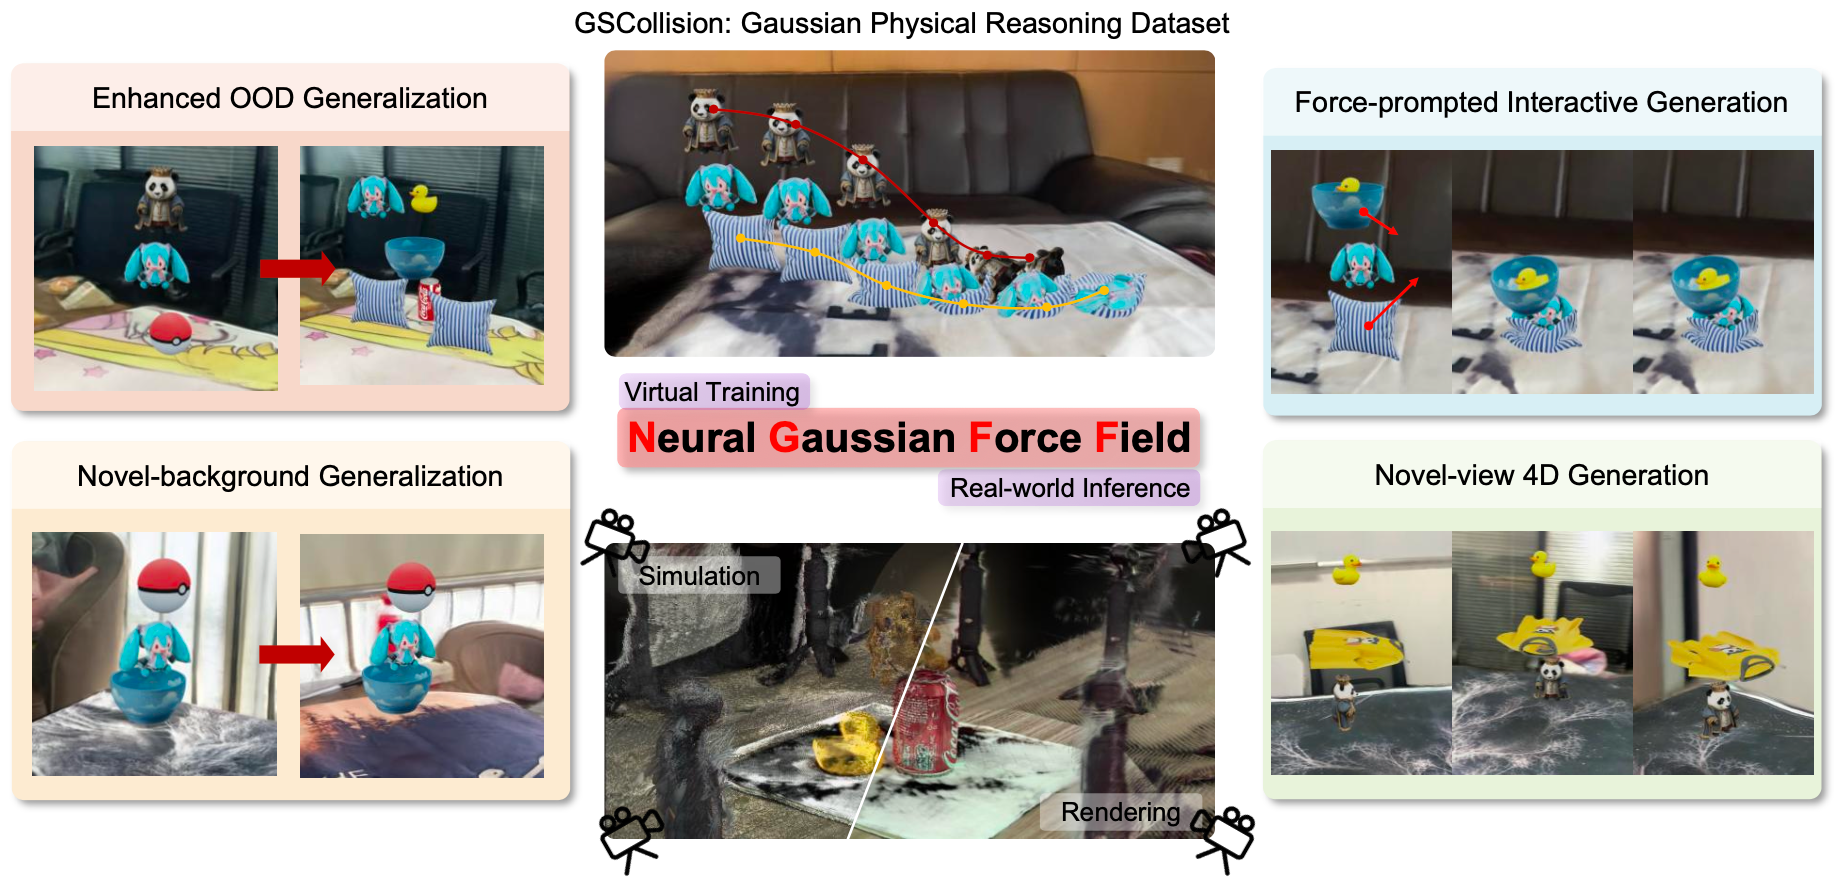 GSCollision: Gaussian Physical Reasoning Dataset
Enhanced OOD Generalization
Force-prompted Interactive Generation
Virtual Training
Neural Gaussian Force Field
Real-world Inference
Novel-background Generalization
Novel-view 4D Generation
Simulation
Rendering